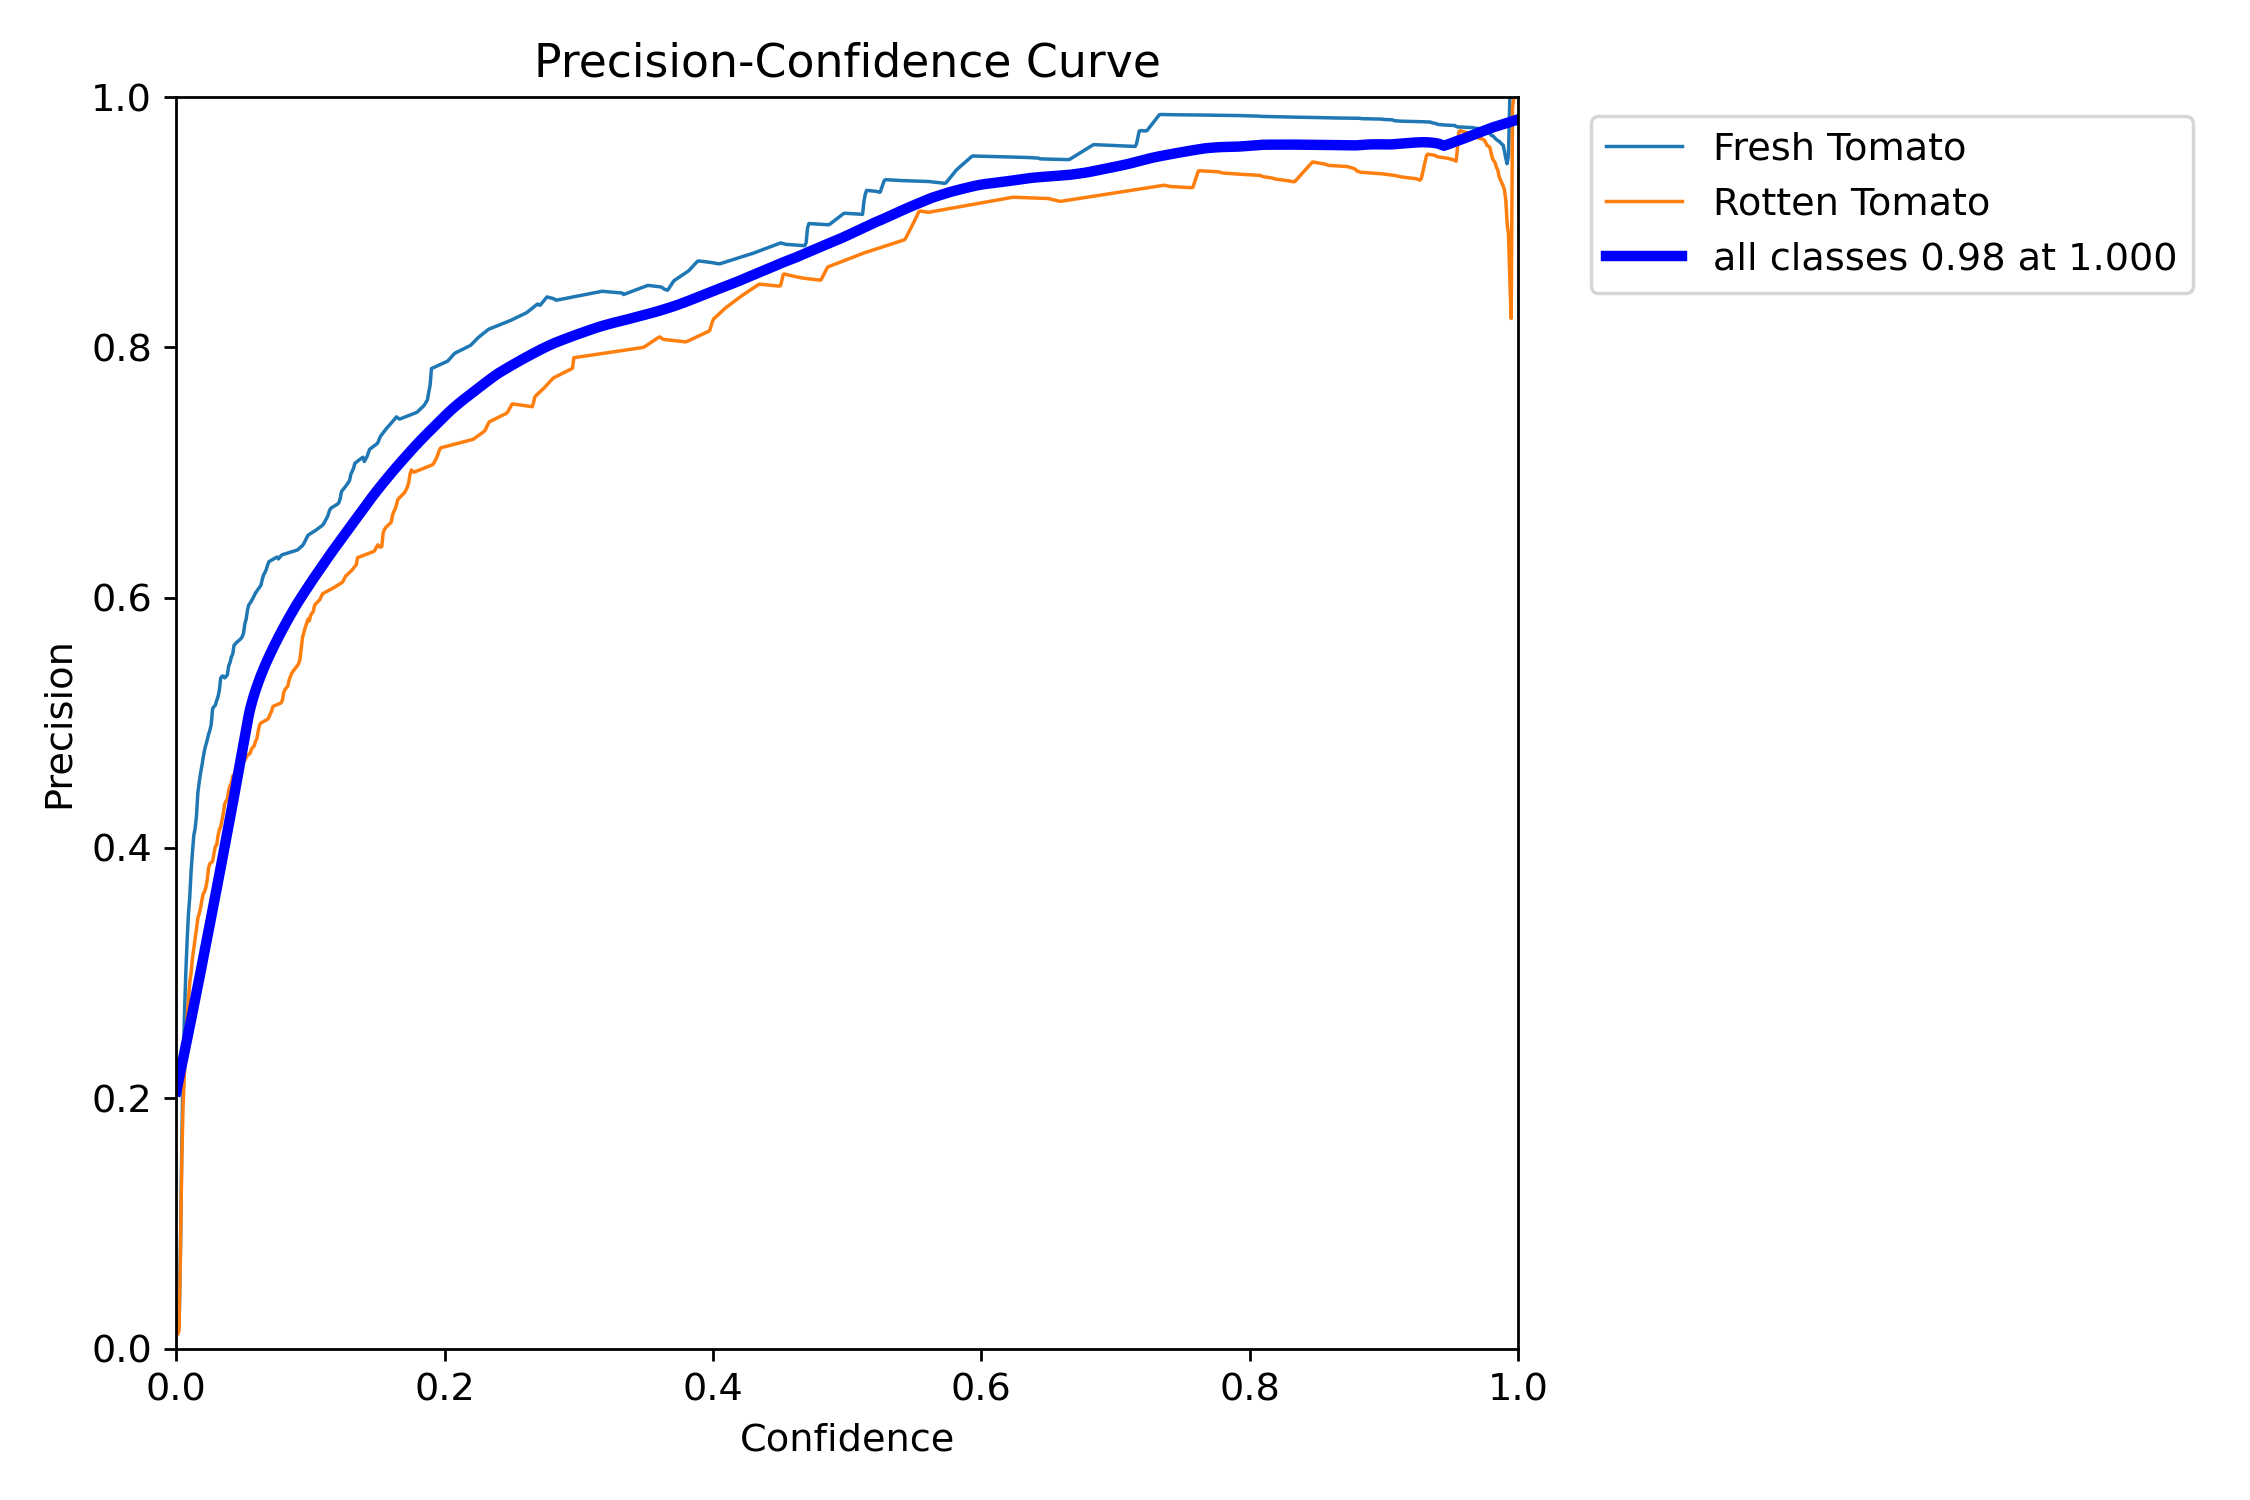 Precision-Confidence Curve
1.0
0.8
0.6
0.4
0.2
0.0
Precision
0.0 0.2 0.4 0.6 0.8 1.0
Confidence
Fresh Tomato
Rotten Tomato
all classes 0.98 at 1.000